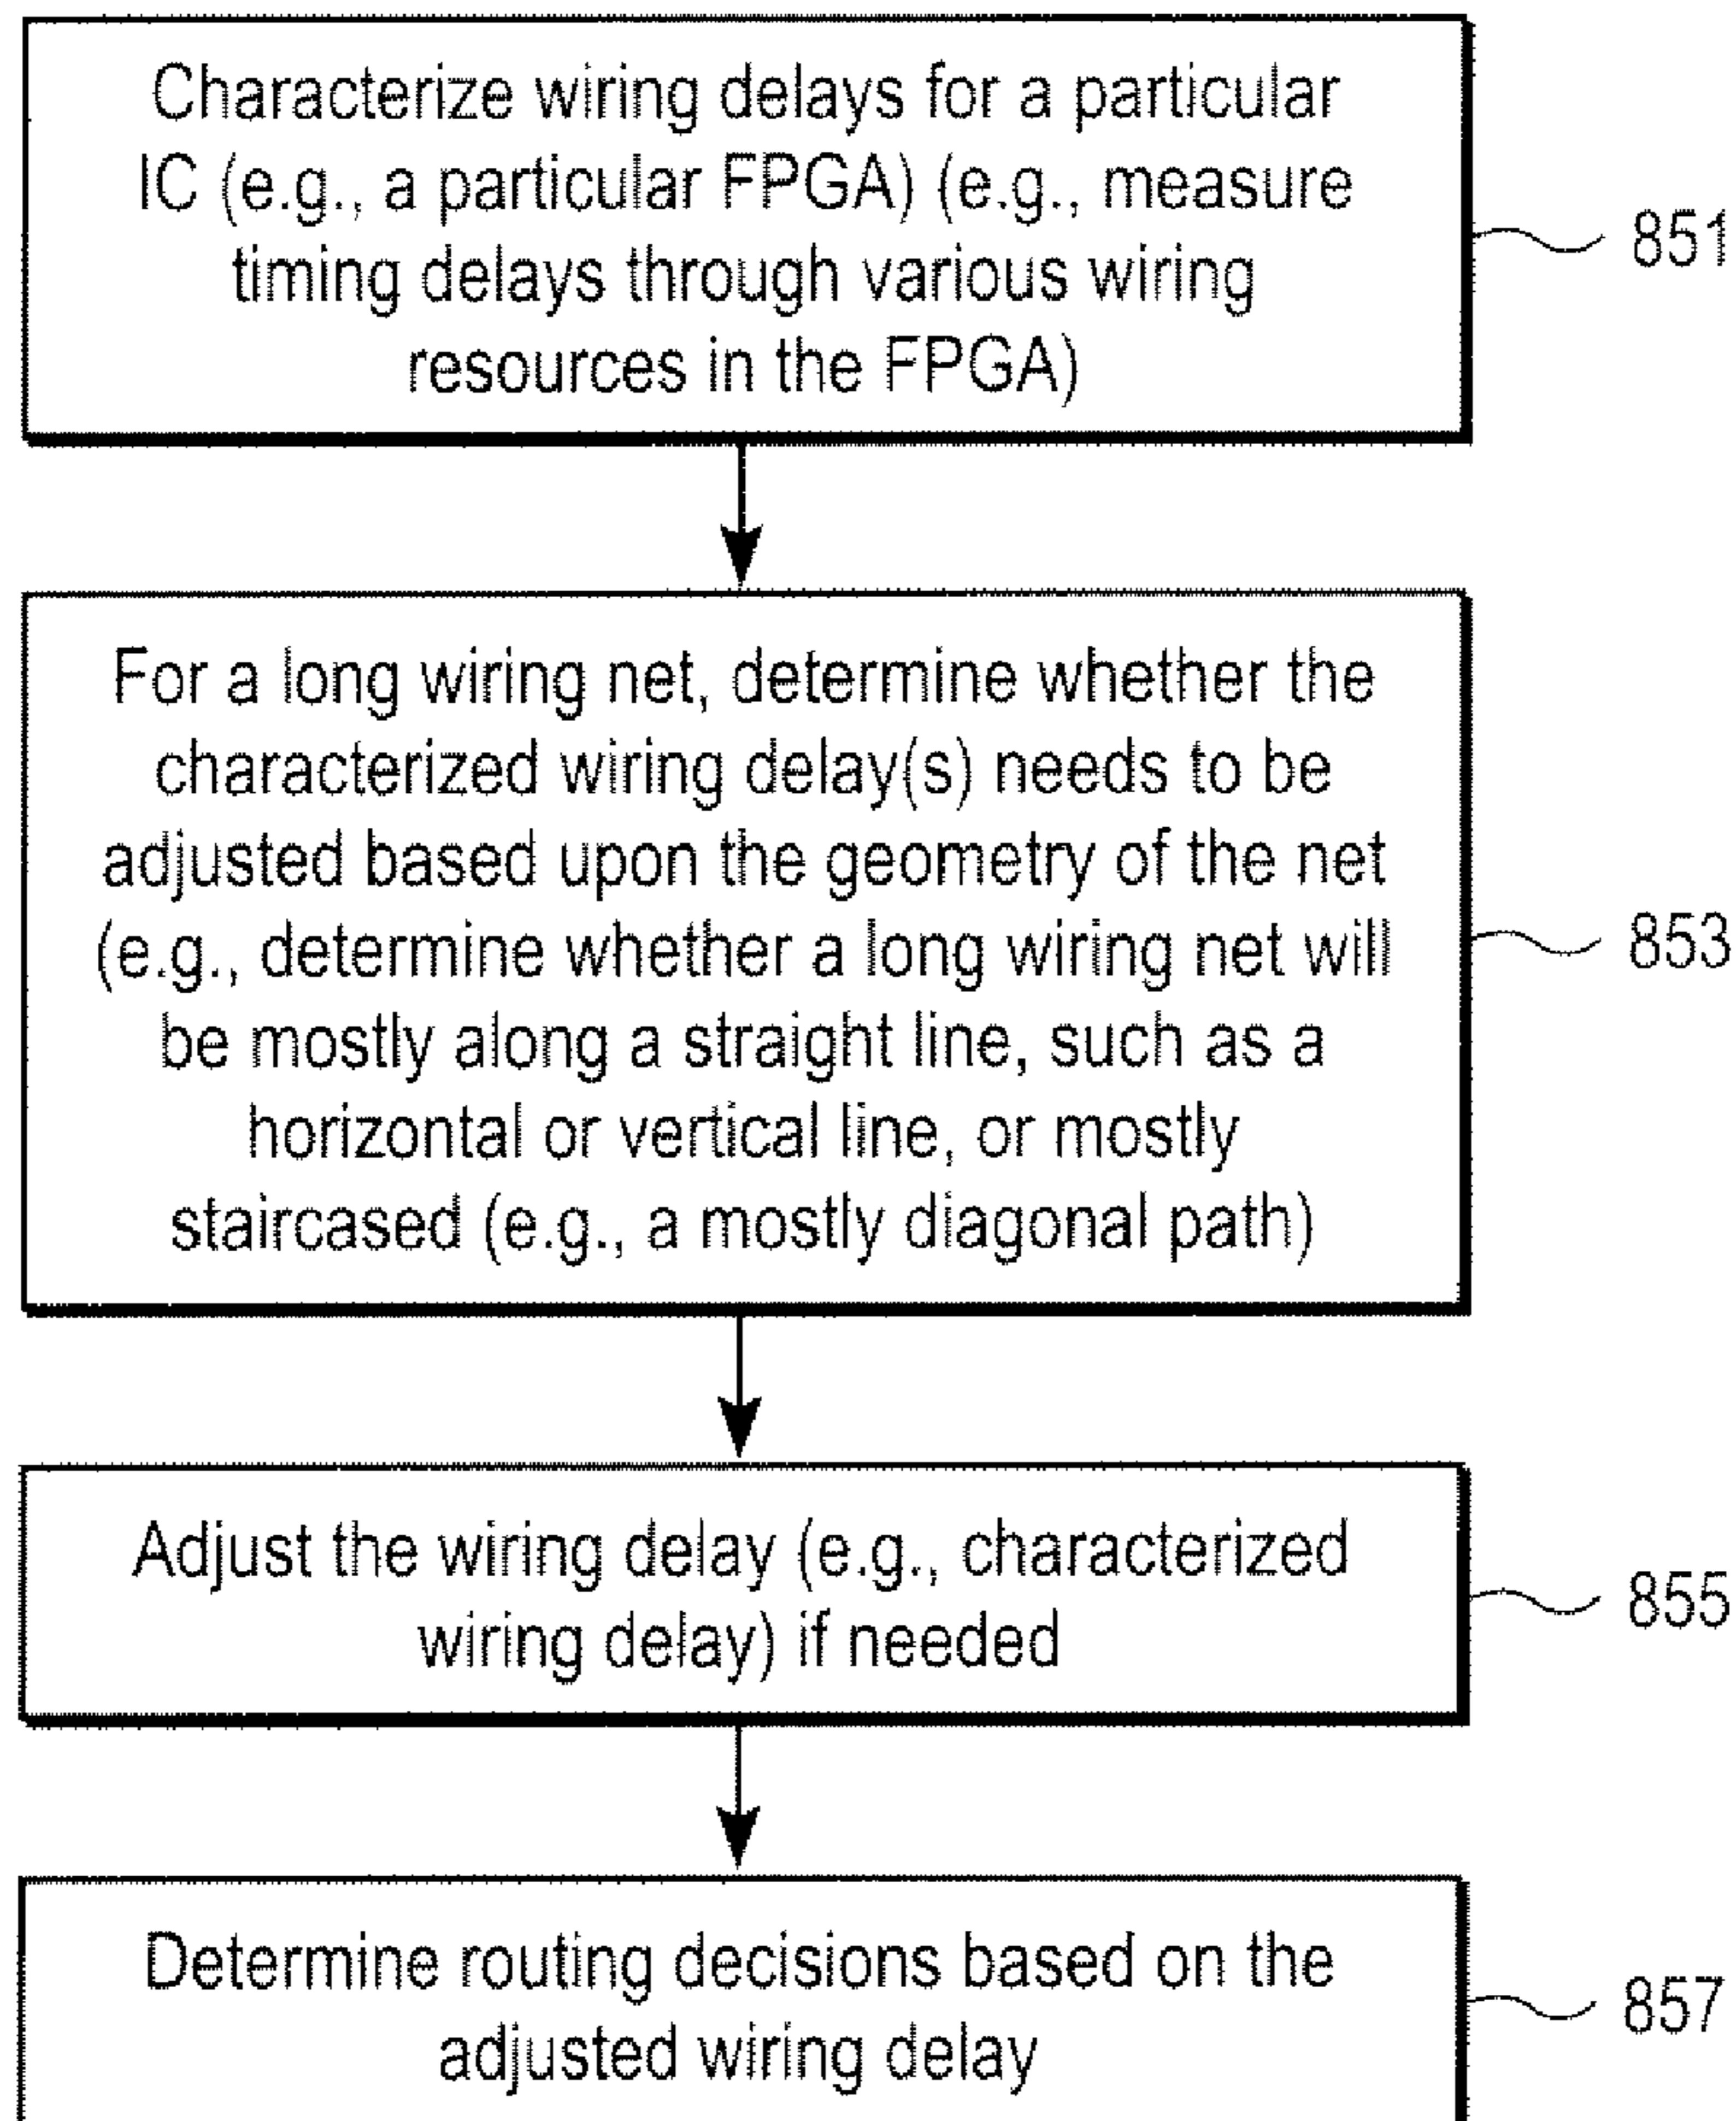 Characterize wiring delays for a particular
IC (e.g., a particular FPGA) (e.g., measure
timing delays through various wiring
resources in the FPGA)
851
For a long wiring net, determine whether the
characterized wiring delay(s) needs to be
adjusted based upon the geometry of the net
(e.g., determine whether a long wiring net will
be mostly along a straight line, such as a
horizontal or vertical line, or mostly
staircased (e.g., a mostly diagonal path)
853
Adjust the wiring delay (e.g., characterized
wiring delay) if needed
855
Determine routing decisions based on the
adjusted wiring delay
857